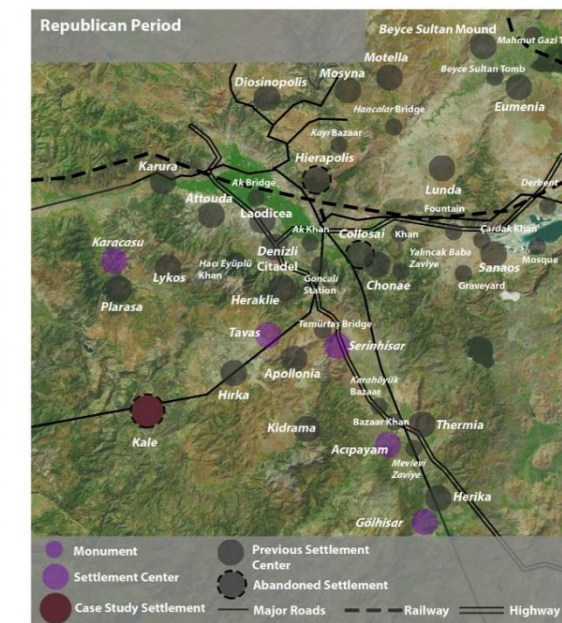 Republican Period
Beyce Sultan Mound
Mahmut Gazi T
Motella
Mosyna
Beyce Sultan Tomb
Diosinopolis
Eumenia
Hancalar Bridge
Kayı Bazaar
Hierapolis
Karura
Lunda
Derbent
Ak Bridge
Attouda
Fountain
Laodicea
Ak Khan
Collosai
Khan
Çardak Khan
Karacasu
Denizli
Citadel
Yalıncak Baba
Zaviye
Mosque
Lykos
Hacı Eyüplü
Khan
Sanaos
Goncalı
Station
Chonae
Graveyard
Plarasa
Heraklie
Temürtaş Bridge
Tavas
Serinhisar
Apollonia
Hırka
Karahöyük
Bazaar
Kale
Kidrama
Bazaar Khan
Thermia
Acıpayam
Mevlevi
Zaviye
Herika
Gölhisar
Monument
Settlement Center
Case Study Settlement
Previous Settlement
Center
Abandoned Settlement
Major Roads
Railway
Highway